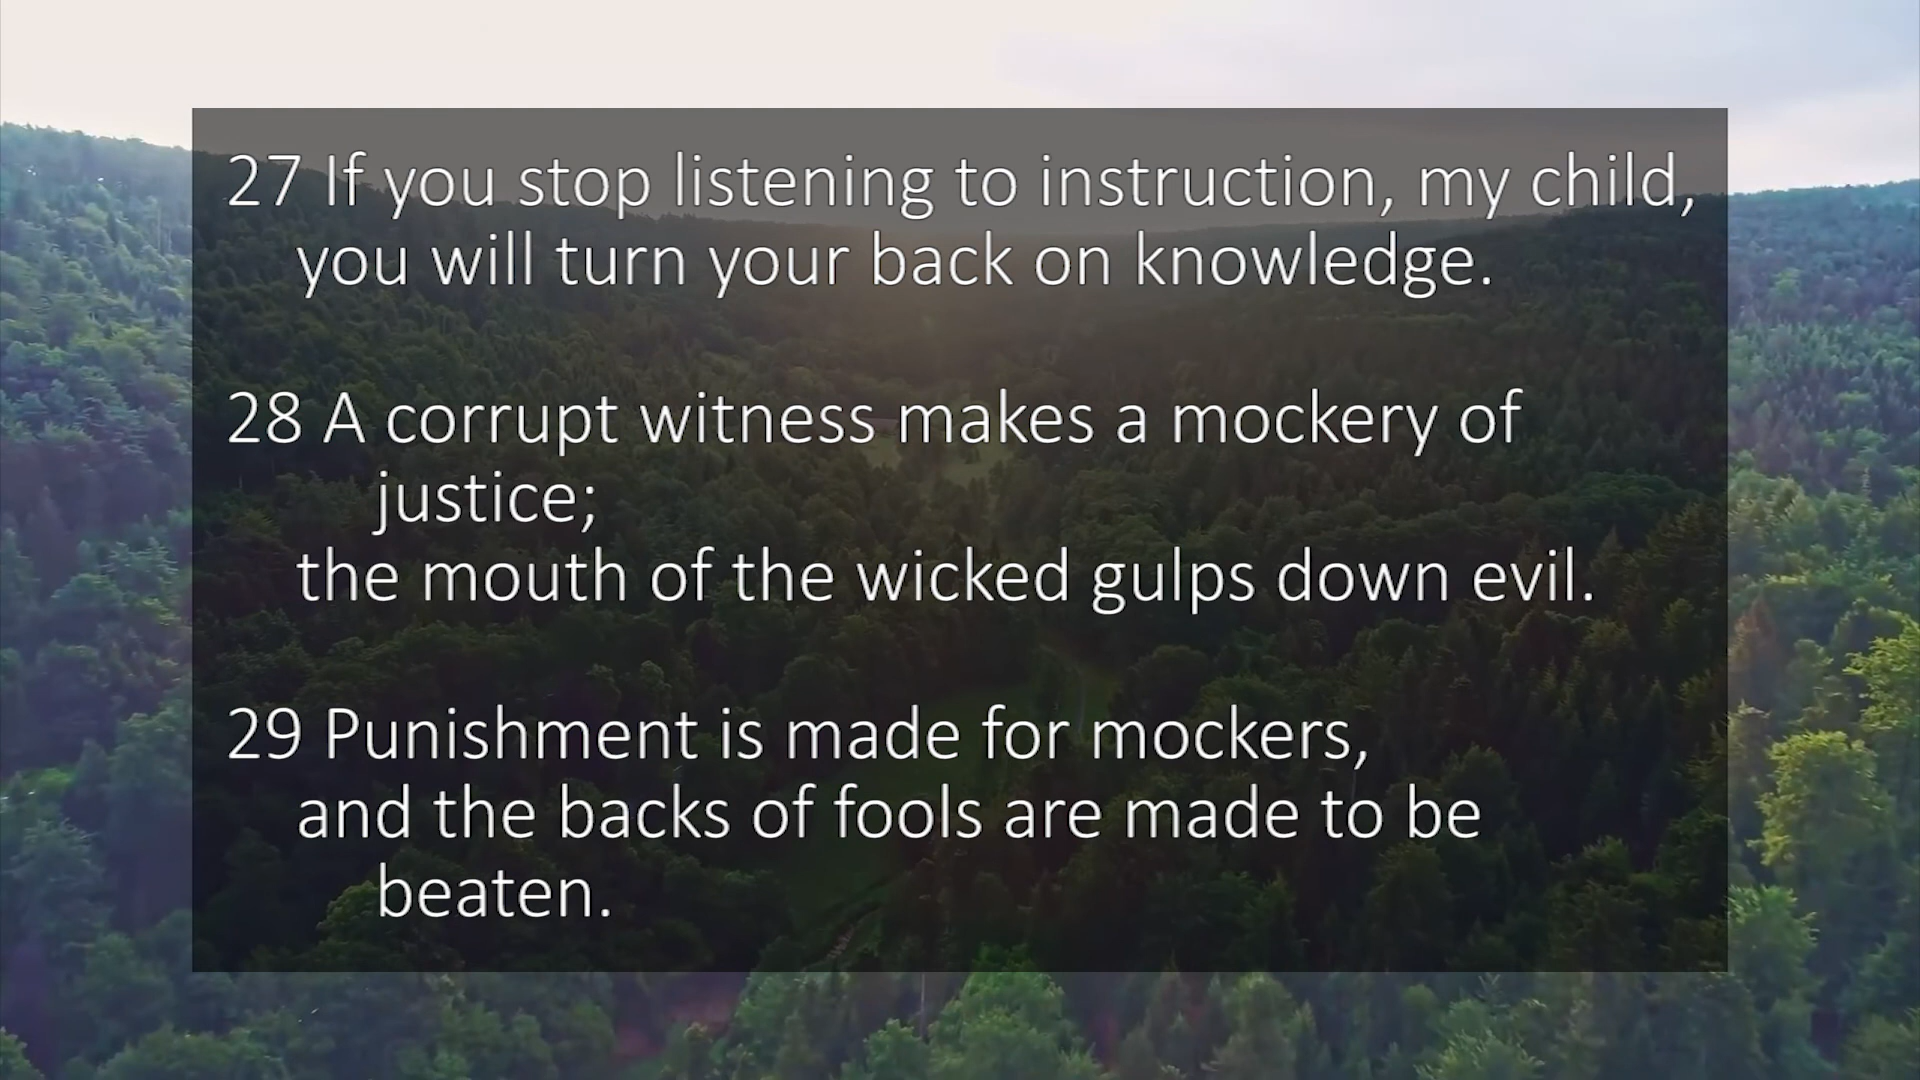 27 If you stop listening to instruction, my child,
you will turn your back on knowledge.
28 A corrupt witness makes a mockery of
justice;
the mouth of the wicked gulps down evil.
29 Punishment is made for mockers,
and the backs of fools are made to be
beaten.